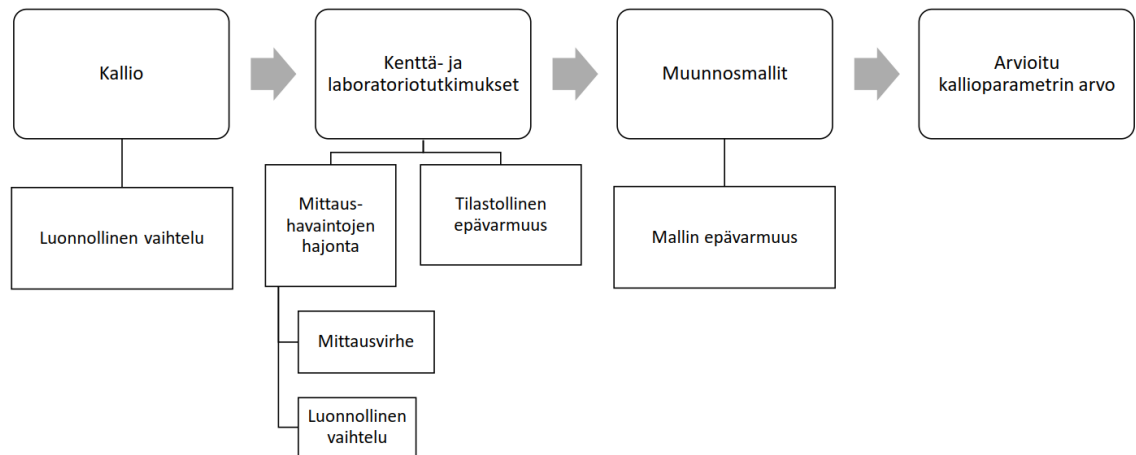 Kallio
Kenttä- ja
laboratoriotutkimukset
Muunnosmallit
Arvioitu
kallioparametrin arvo
Luonnollinen vaihtelu
Mittaus-
havaintojen
hajonta
Tilastollinen
epävarmuus
Mallin epävarmuus
Mittausvirhe
Luonnollinen
vaihtelu